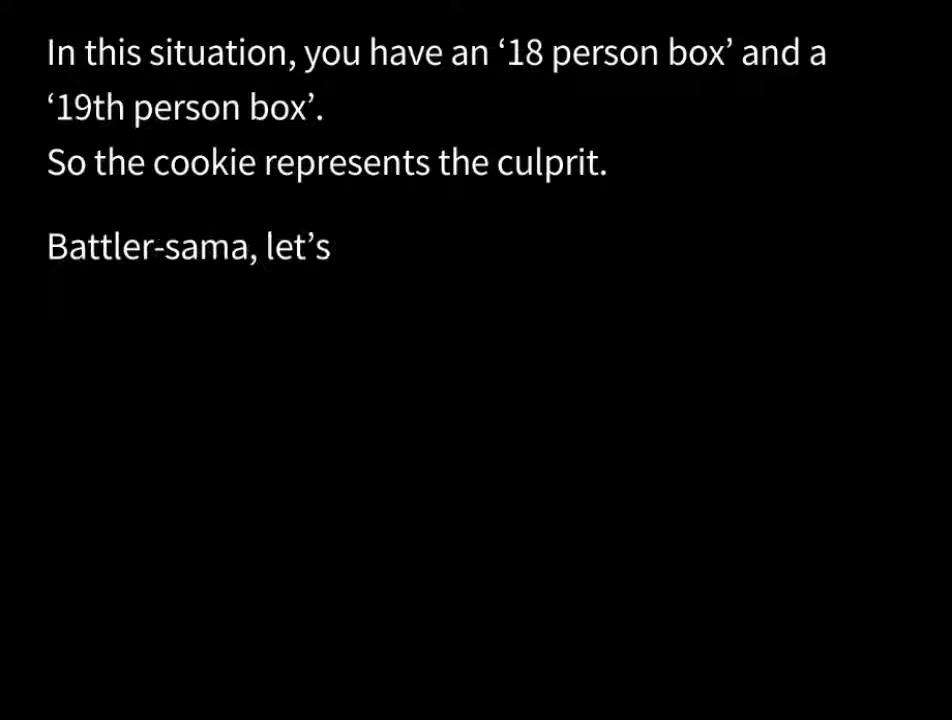 In this situation, you have an ‘18 person box’ and a
‘19th person box’.
So the cookie represents the culprit.
Battler-sama, let’s